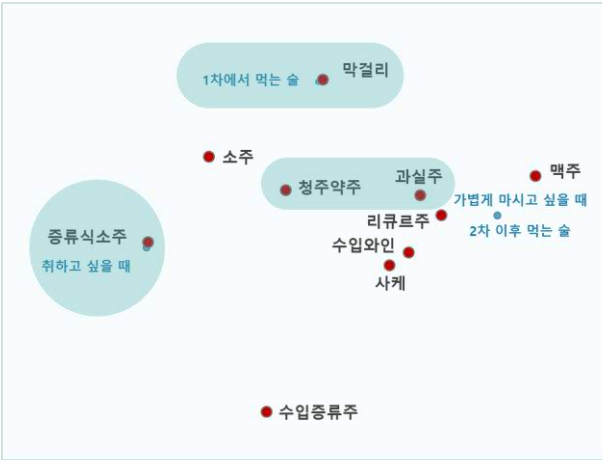 막걸리
1차에서 먹는 술
소주
맥주
과실주
청주약주
가볍게 마시고 싶을 때
리큐르주
2차 이후 먹는 술
증류식소주
수입와인
취하고 싶을 때
사케
수입증류주